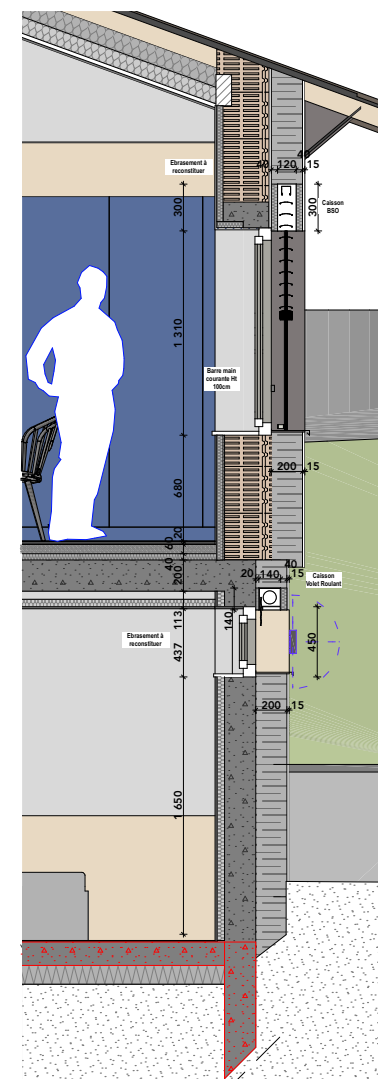 40
Ebrasement à
reconstituer
40
120
15
300
300
Caisson
BSO
1 310
Barre main
courante Ht
100cm
200
15
680
20
60
40
200
20
40
140
15
Caisson
Volet Roulant
113
140
Ebrasement à
reconstituer
437
450
200
15
1 650